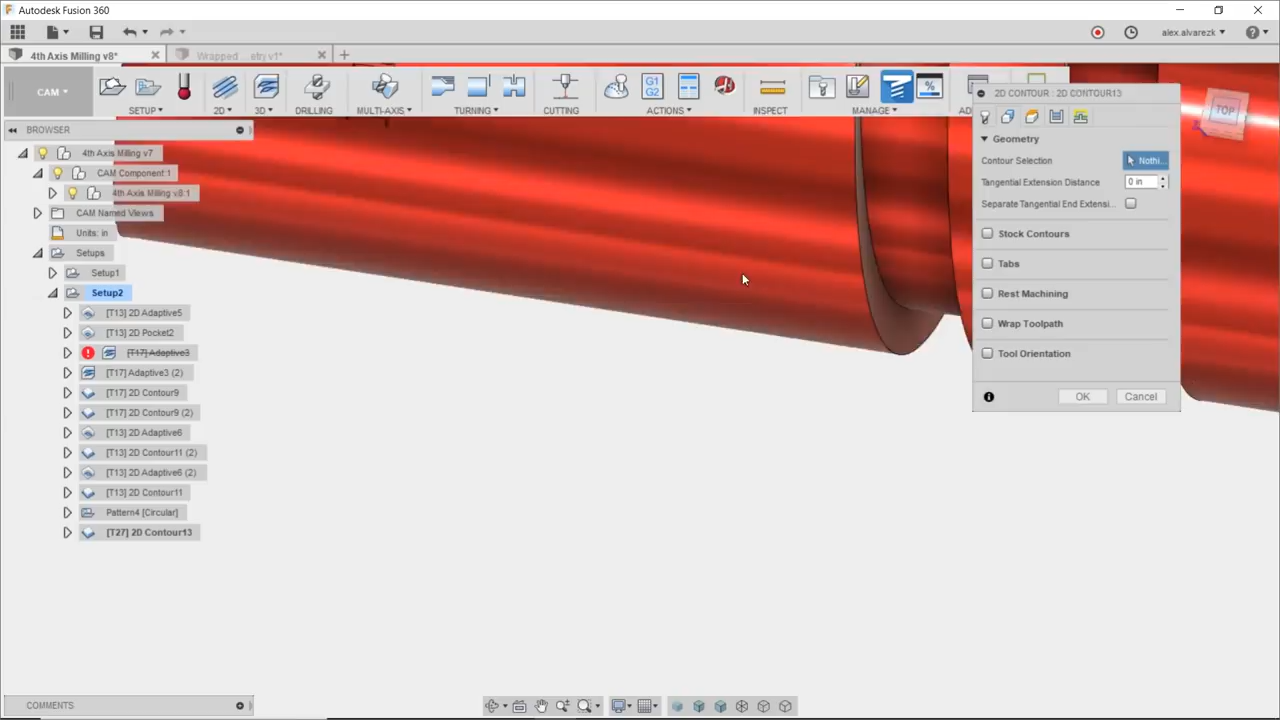 Autodesk Fusion 360
alex.alvarezk
4th Axis Milling v8*
Wrapped ...etry v1*
CAM
SETUP
2D
3D
DRILLING
MULTI-AXIS
TURNING
CUTTING
G1
G2
ACTIONS
INSPECT
MANAGE
BROWSER
4th Axis Milling v7
CAM Component:1
4th Axis Milling v8:1
CAM Named Views
Units: in
Setups
Setup1
Setup2
[T13] 2D Adaptive5
[T13] 2D Pocket2
[T17] Adaptive3
[T17] Adaptive3 (2)
[T17] 2D Contour9
[T17] 2D Contour9 (2)
[T13] 2D Adaptive6
[T13] 2D Contour11 (2)
[T13] 2D Adaptive6 (2)
[T13] 2D Contour11
Pattern4 [Circular]
[T27] 2D Contour13
2D CONTOUR : 2D CONTOUR13
Geometry
Contour Selection
Nothi...
Tangential Extension Distance
0 in
Separate Tangential End Extensi...
Stock Contours
Tabs
Rest Machining
Wrap Toolpath
Tool Orientation
OK
Cancel
TOP
COMMENTS